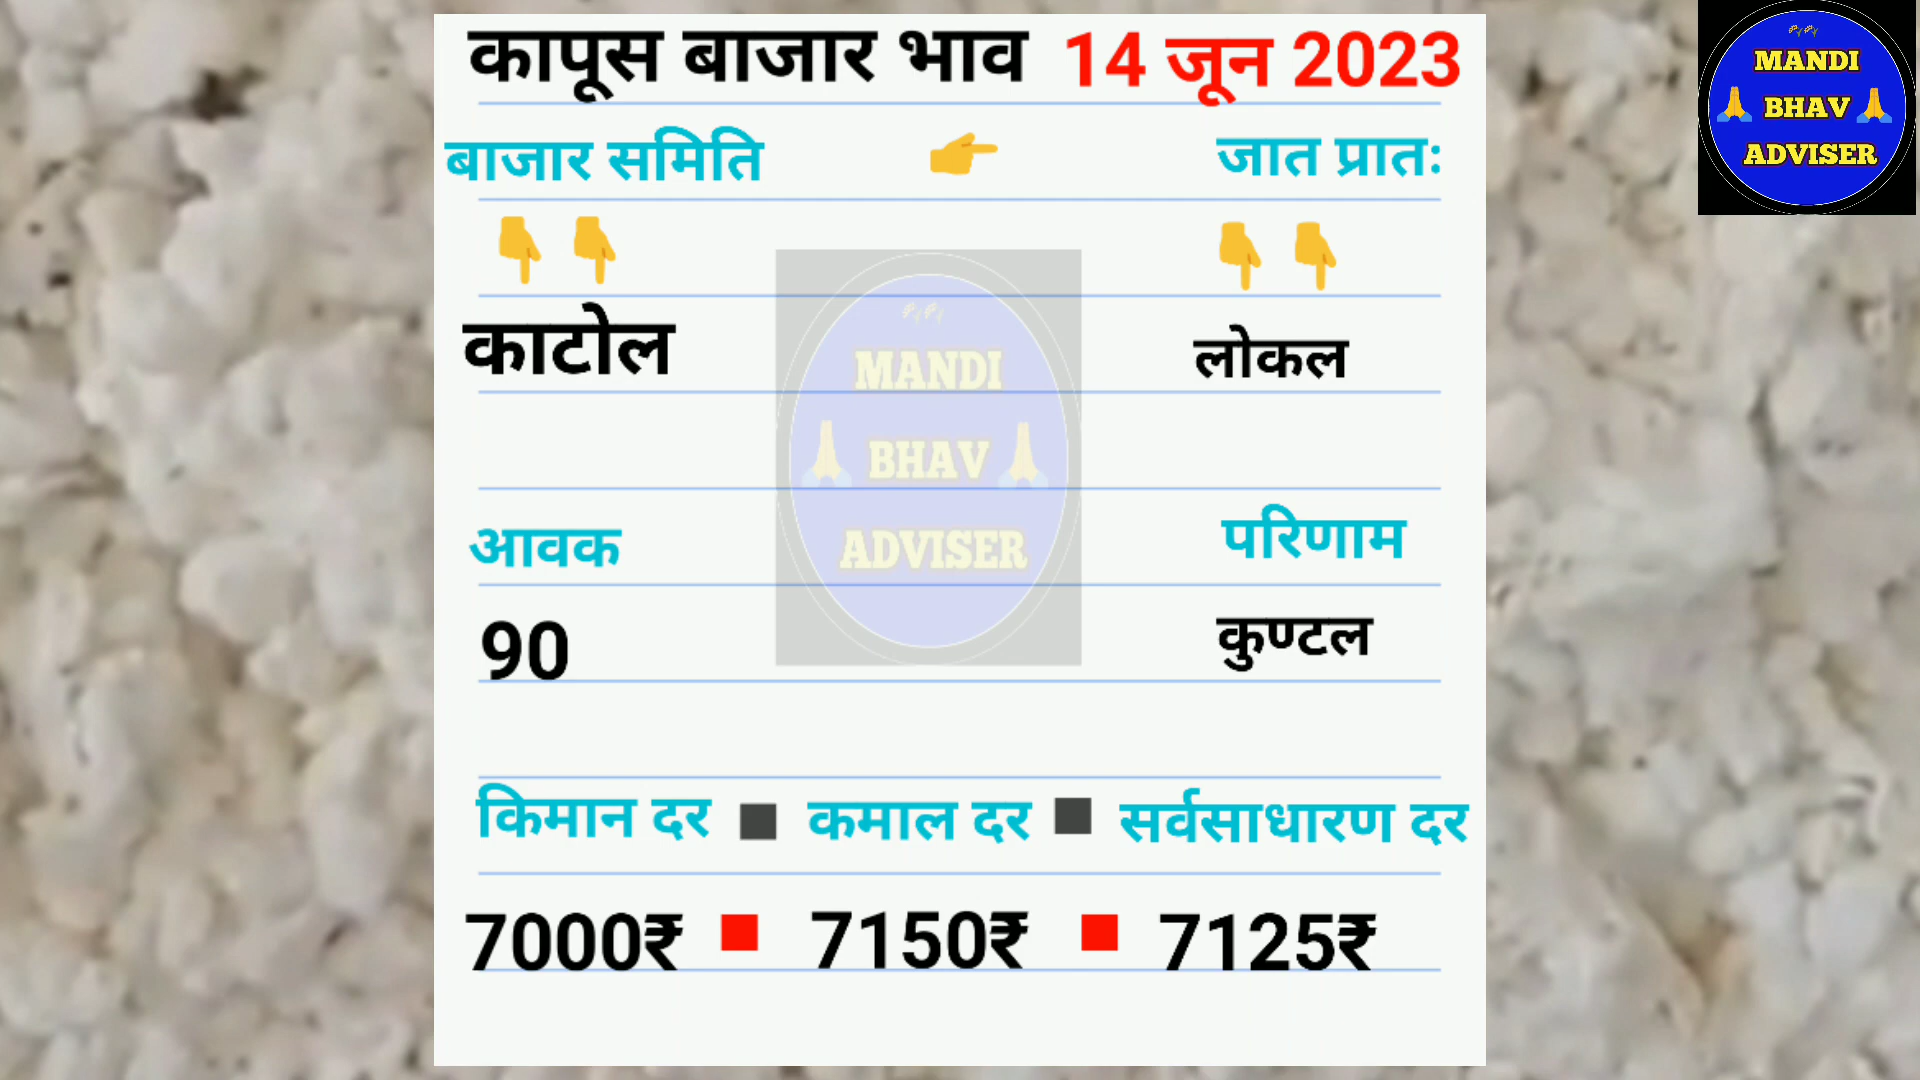 कापूस बाजार भाव 14 जून 2023
MANDI
BHAV
ADVISER
बाजार समिति 👉 जात प्रातः
👇👇 👇👇
काटोल लोकल
MANDI
BHAV
ADVISER
आवक परिणाम
90 कुण्टल
किमान दर ◾ कमाल दर ◾ सर्वसाधारण दर
7000₹ 7150₹ 7125₹